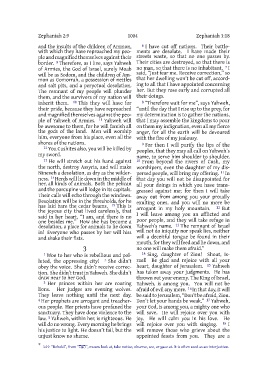 Zephaniah 2:9 1004 Zephaniah 3:18
and the insults of the children of Ammon,
with which they have reproached my peo-
ple and magnified themselves against their
border. 9 Therefore, as I live, says Yahweh
of Armies, the God of Israel, surely Moab
will be as Sodom, and the children of Am-
mon as Gomorrah, a possession of nettles
and salt pits, and a perpetual desolation.
The remnant of my people will plunder
them, and the survivors of my nation will
inherit them. 10 This they will have for
their pride, because they have reproached
and magnified themselves against the peo-
ple of Yahweh of Armies. 11 Yahweh will
be awesome to them, for he will famish all
the gods of the land. Men will worship
him, everyone from his place, even all the
shores of the nations.
12 You Cushites also, you will be killed by
my sword.
13 He will stretch out his hand against
the north, destroy Assyria, and will make
Nineveh a desolation, as dry as the wilder-
ness. 14 Herds will lie down in the middle of
her, all kinds of animals. Both the pelican
and the porcupine will lodge in its capitals.
Their calls will echo through the windows.
Desolation will be in the thresholds, for he
has laid bare the cedar beams. 15 This is
the joyous city that lived carelessly, that
said in her heart, “I am, and there is no
one besides me.” How she has become a
desolation, a place for animals to lie down
in! Everyone who passes by her will hiss
and shake their fists.
3
1 Woe to her who is rebellious and pol-
luted, the oppressing city! 2 She didn’t
obey the voice. She didn’t receive correc-
tion. She didn’t trust in Yahweh. She didn’t
draw near to her God.
3 Her princes within her are roaring
lions. Her judges are evening wolves.
They leave nothing until the next day.
4 Her prophets are arrogant and treacher-
ous people. Her priests have profaned the
sanctuary. They have done violence to the
law. 5 Yahweh, within her, is righteous. He
will do no wrong. Every morning he brings
his justice to light. He doesn’t fail, but the
unjust know no shame.
6 I have cut off nations. Their battle-
ments are desolate. I have made their
streets waste, so that no one passes by.
Their cities are destroyed, so that there is
no man, so that there is no inhabitant. 7 I
said, “Just fear me. Receive correction,” so
that her dwelling won’t be cut off, accord-
ing to all that I have appointed concerning
her. But they rose early and corrupted all
their doings.
8 “Therefore wait for me”, says Yahweh,
“until the day that I rise up to the prey, for
my determination is to gather the nations,
that I may assemble the kingdoms to pour
on them my indignation, even all my fierce
anger, for all the earth will be devoured
with the fire of my jealousy.
9 For then I will purify the lips of the
peoples, that they may all call on Yahweh’s
name, to serve him shoulder to shoulder.
10 From beyond the rivers of Cush, my
worshipers, even the daughter of my dis-
persed people, will bring my offering. 11 In
that day you will not be disappointed for
all your doings in which you have trans-
gressed against me; for then I will take
away out from among you your proudly
exulting ones, and you will no more be
arrogant in my holy mountain. 12 But
I will leave among you an afflicted and
poor people, and they will take refuge in
Yahweh’s name. 13 The remnant of Israel
will not do iniquity nor speak lies, neither
will a deceitful tongue be found in their
mouth, for they will feed and lie down, and
no one will make them afraid.”
14 Sing, daughter of Zion! Shout, Is-
rael! Be glad and rejoice with all your
heart, daughter of Jerusalem. 15 Yahweh
has taken away your judgments. He has
thrown out your enemy. The King of Israel,
Yahweh, is among you. You will not be
afraid of evil any more. 16 In that day, it will
be said to Jerusalem, “Don’t be afraid, Zion.
Don’t let your hands be weak.” 17 Yahweh,
your God, is among you, a mighty one who
will save. He will rejoice over you with
joy. He will calm you in his love. He
will rejoice over you with singing. 18 I
will remove those who grieve about the
appointed feasts from you. They are a